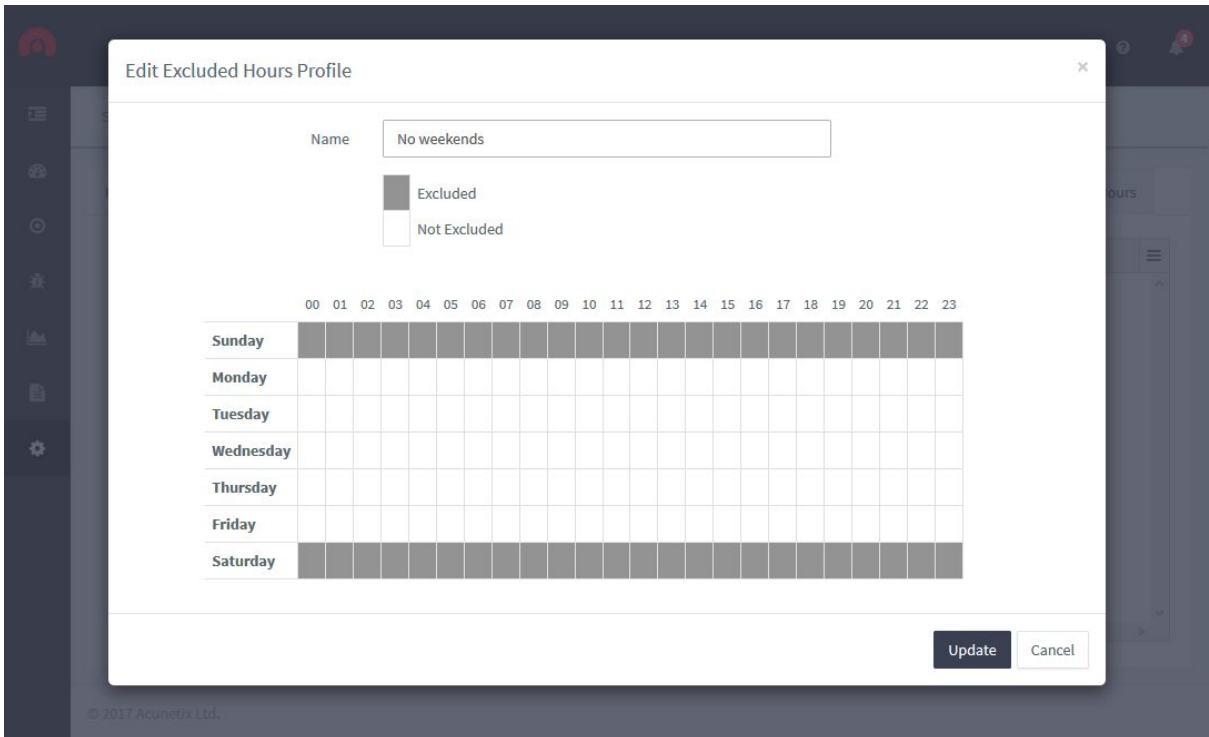 4
Edit Excluded Hours Profile
×
Name No weekends
Excluded
Not Excluded
00 01 02 03 04 05 06 07 08 09 10 11 12 13 14 15 16 17 18 19 20 21 22 23
Sunday
Monday
Tuesday
Wednesday
Thursday
Friday
Saturday
ours
Update Cancel
© 2017 Acunetix Ltd.